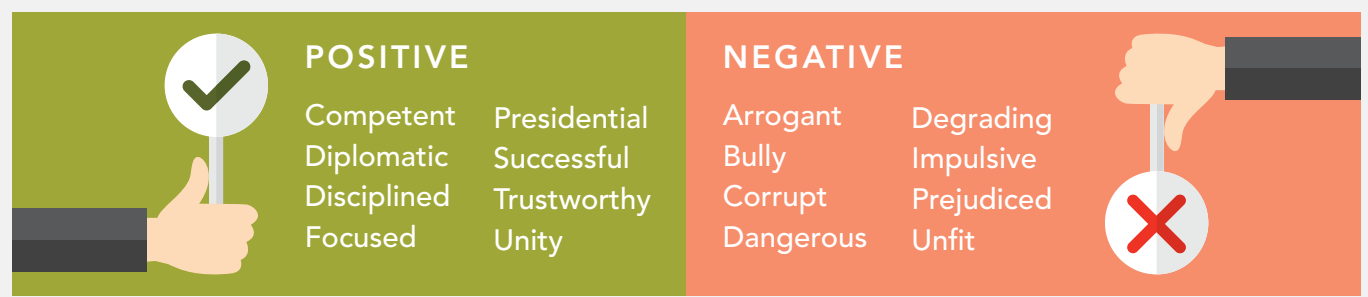 POSITIVE
Competent
Diplomatic
Disciplined
Focused
Presidential
Successful
Trustworthy
Unity
NEGATIVE
Arrogant
Bully
Corrupt
Dangerous
Degrading
Impulsive
Prejudiced
Unfit